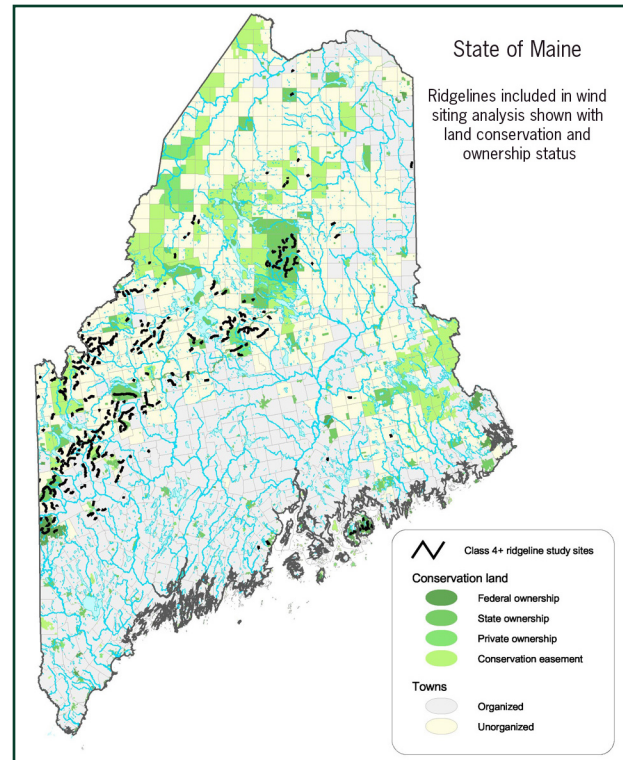 State of Maine
Ridgelines included in wind
siting analysis shown with
land conservation and
ownership status
Class 4+ ridgeline study sites
Conservation land
Federal ownership
State ownership
Private ownership
Conservation easement
Towns
Organized
Unorganized